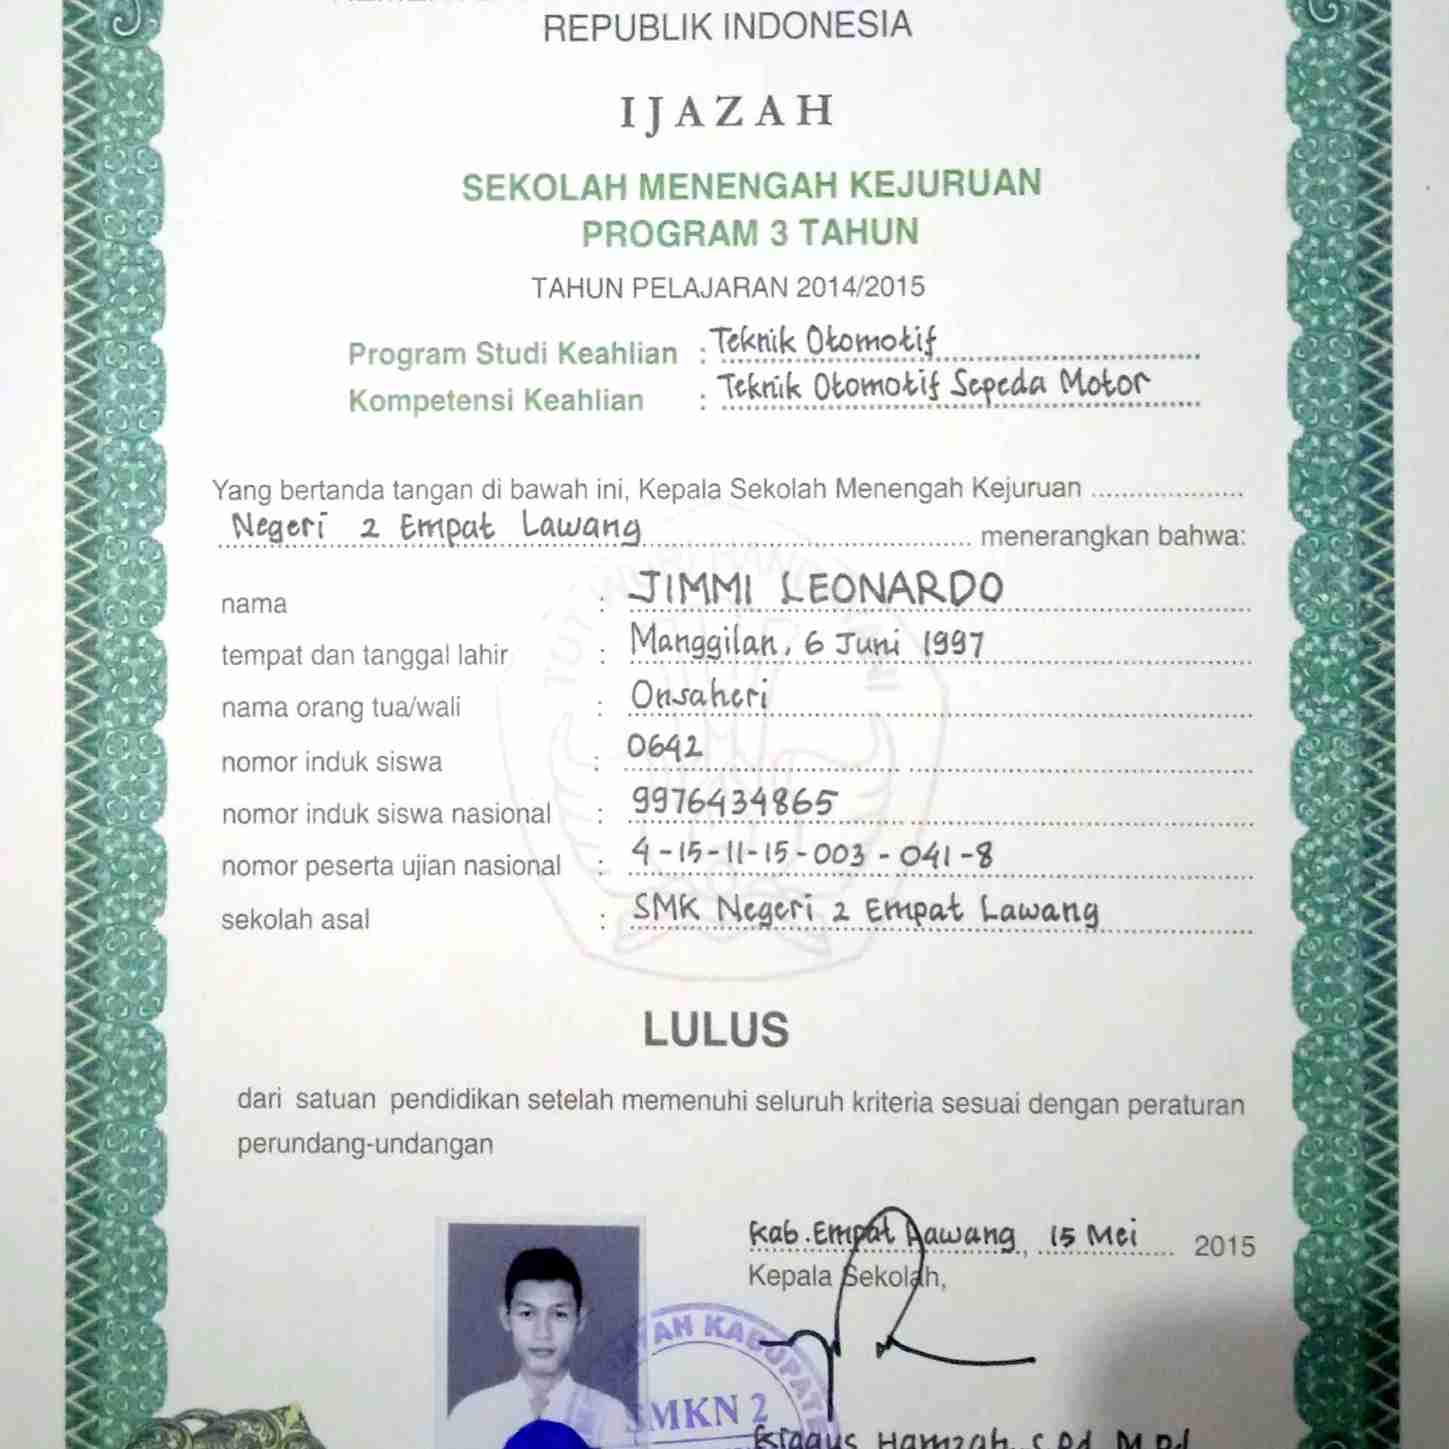 REPUBLIK INDONESIA
IJAZAH
SEKOLAH MENENGAH KEJURUAN
PROGRAM 3 TAHUN
TAHUN PELAJARAN 2014/2015
Program Studi Keahlian : Teknik Otomotif
Kompetensi Keahlian : Teknik Otomotif Sepeda Motor
Yang bertanda tangan di bawah ini, Kepala Sekolah Menengah Kejuruan
Negeri 2 Empat Lawang menerangkan bahwa:
nama : JIMMI LEONARDO
tempat dan tanggal lahir : Manggilan, 6 Juni 1997
nama orang tua/wali : Onsaheri
nomor induk siswa : 0642
nomor induk siswa nasional : 9976434865
nomor peserta ujian nasional : 4-15-11-15-003-041-8
sekolah asal : SMK Negeri 2 Empat Lawang
LULUS
dari satuan pendidikan setelah memenuhi seluruh kriteria sesuai dengan peraturan
perundang-undangan
Kab. Empat Lawang, 15 Mei 2015
Kepala Sekolah,
SMKN 2
Hamzah, S.Pd, M.Pd